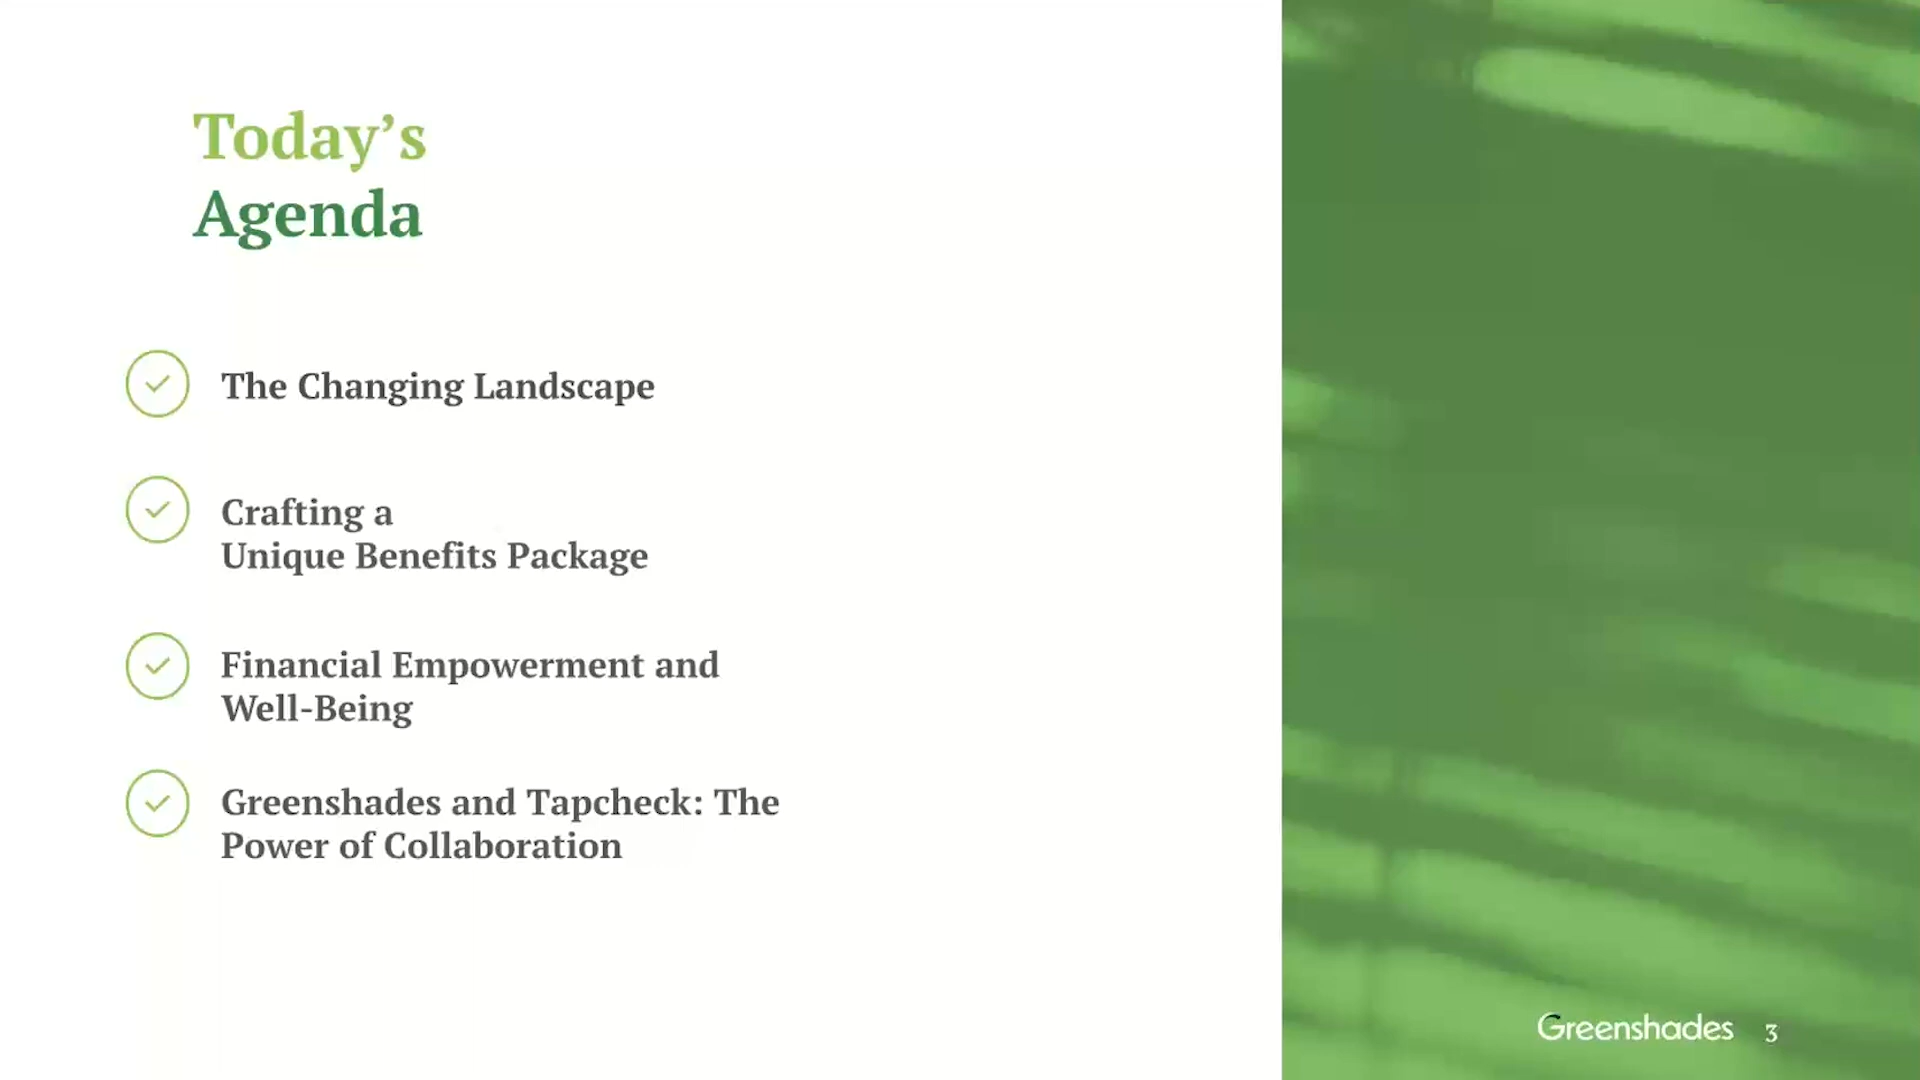 Today’s
Agenda
The Changing Landscape
Crafting a
Unique Benefits Package
Financial Empowerment and
Well-Being
Greenshades and Tapcheck: The
Power of Collaboration
Greenshades 3